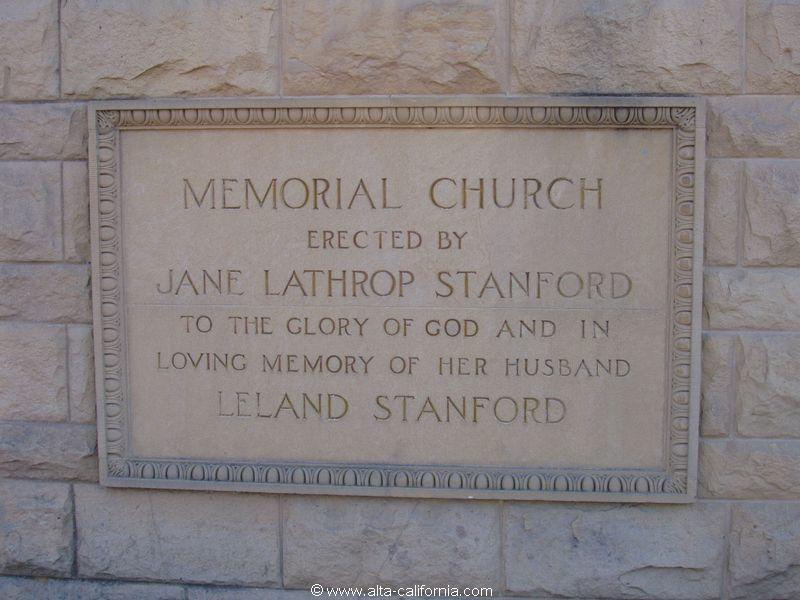 MEMORIAL CHURCH
ERECTED BY
JANE LATHROP STANFORD
TO THE GLORY OF GOD AND IN
LOVING MEMORY OF HER HUSBAND
LELAND STANFORD
© www.alta-california.com